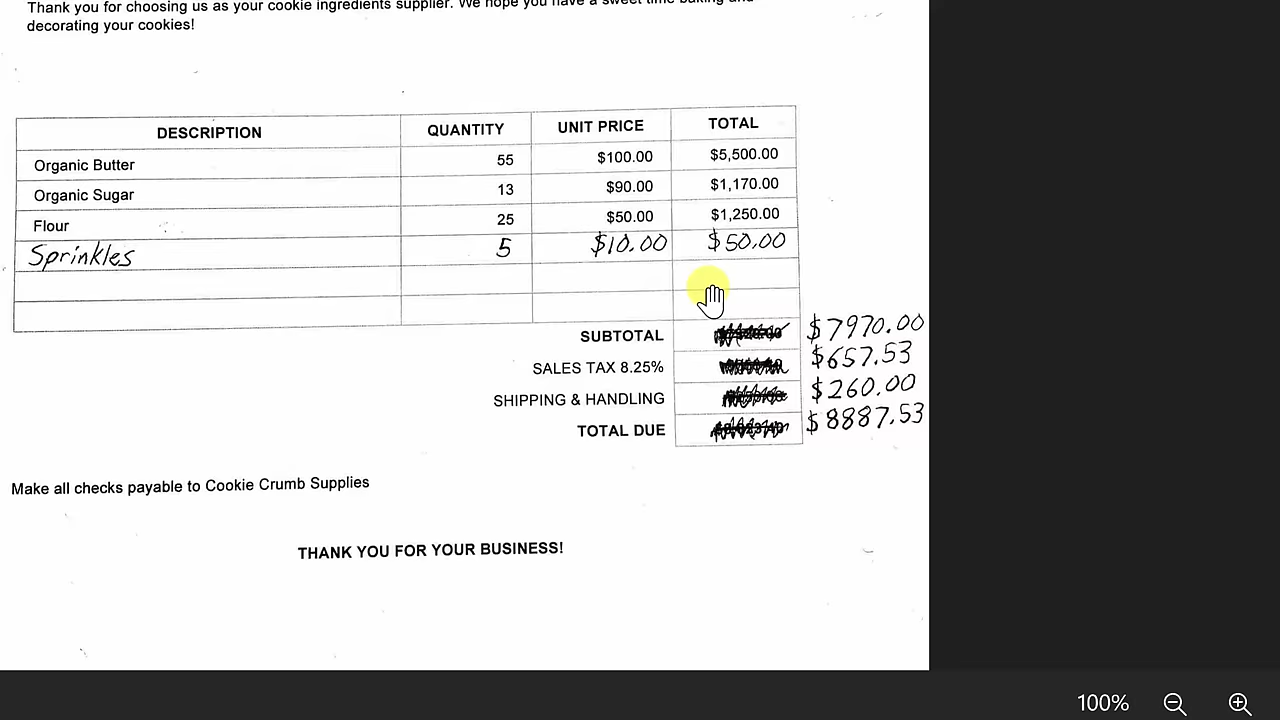 Thank you for choosing us as your cookie ingredients supplier. We hope you have a sweet time baking and
decorating your cookies!
DESCRIPTION QUANTITY UNIT PRICE TOTAL
Organic Butter 55 $100.00 $5,500.00
Organic Sugar 13 $90.00 $1,170.00
Flour 25 $50.00 $1,250.00
Sprinkles 5 $10.00 $50.00
SUBTOTAL $7970.00
SALES TAX 8.25% $657.53
SHIPPING & HANDLING $260.00
TOTAL DUE $8887.53
Make all checks payable to Cookie Crumb Supplies
THANK YOU FOR YOUR BUSINESS!
100%